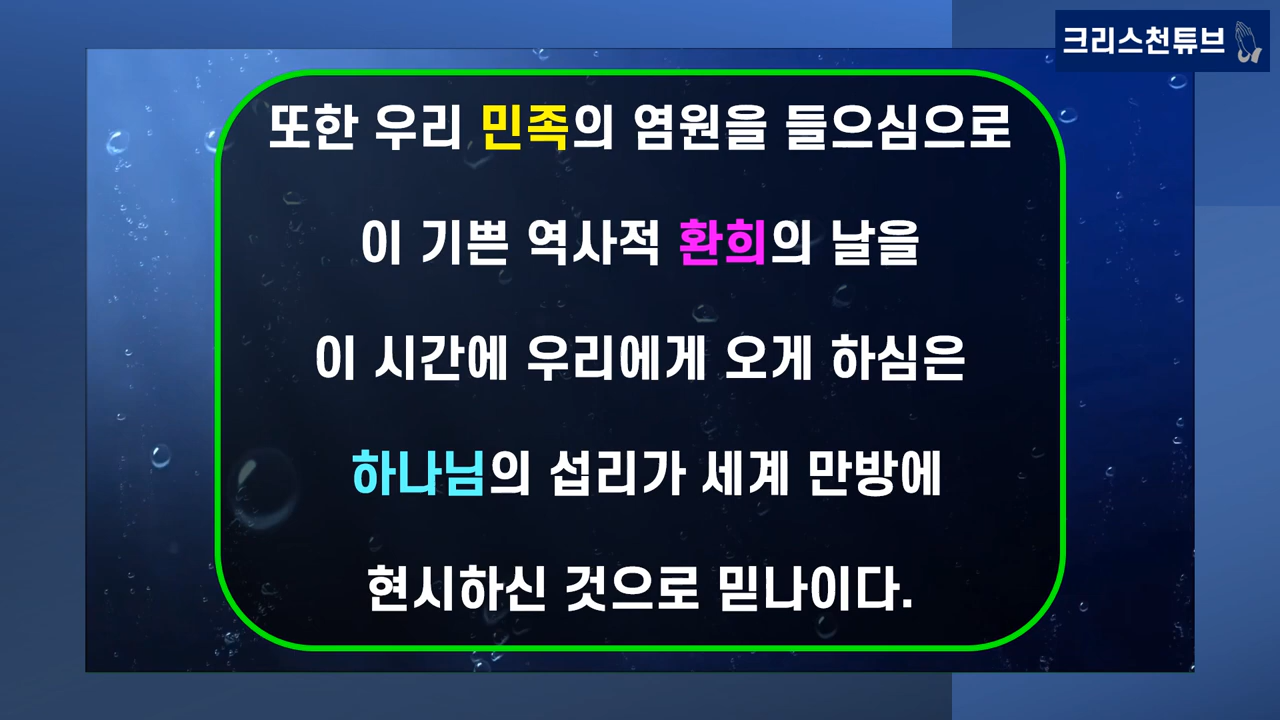 크리스천튜브
또한 우리 민족의 염원을 들으심으로
이 기쁜 역사적 환희의 날을
이 시간에 우리에게 오게 하심은
하나님의 섭리가 세계 만방에
현시하신 것으로 믿나이다.